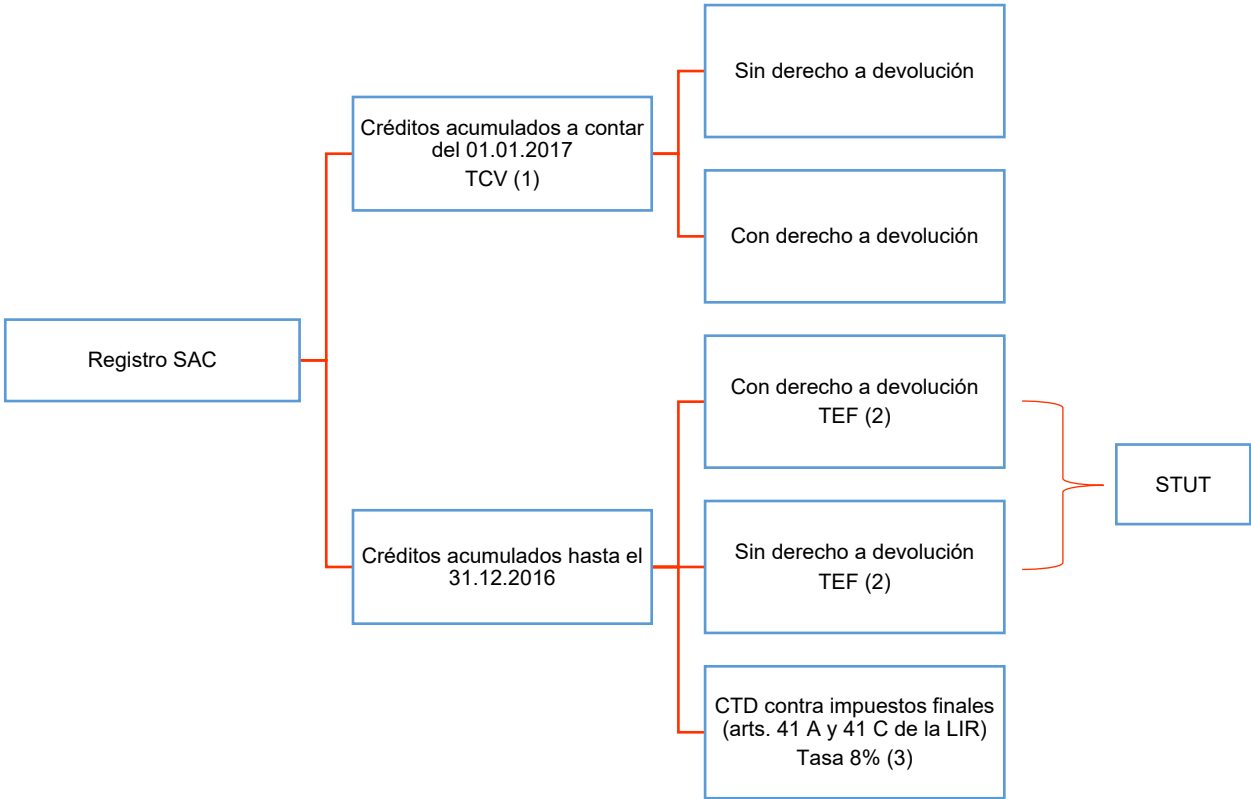 Registro SAC
Créditos acumulados a contar
del 01.01.2017
TCV (1)
Sin derecho a devolución
Con derecho a devolución
Créditos acumulados hasta el
31.12.2016
Con derecho a devolución
TEF (2)
Sin derecho a devolución
TEF (2)
CTD contra impuestos finales
(arts. 41 A y 41 C de la LIR)
Tasa 8% (3)
STUT